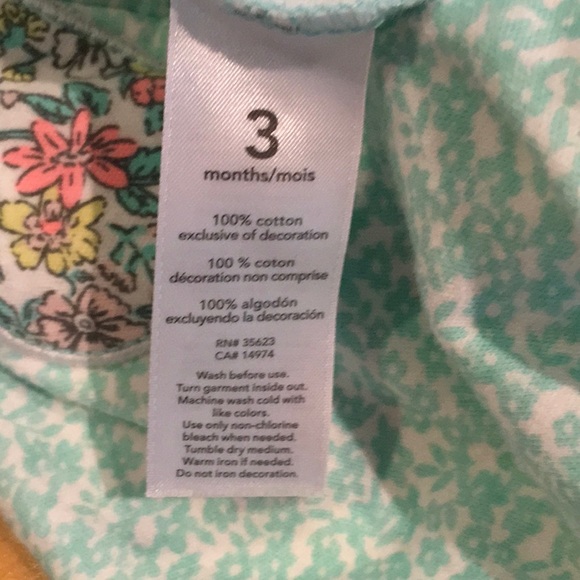 3
months/mois
100% cotton
exclusive of decoration
100 % coton
décoration non comprise
100% algodón
excluyendo la decoración
RN# 35623
CA# 14974
Wash before use.
Turn garment inside out.
Machine wash cold with
like colors.
Use only non-chlorine
bleach when needed.
Tumble dry medium.
Warm iron if needed.
Do not iron decoration.